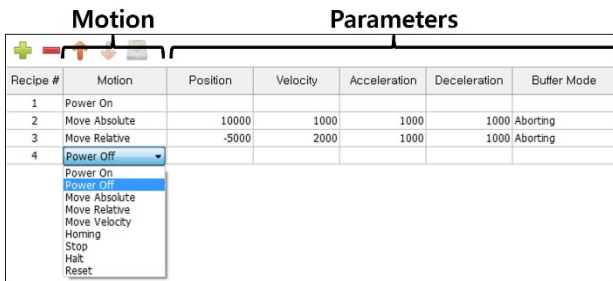 Motion Parameters
Recipe # Motion Position Velocity Acceleration Deceleration Buffer Mode
1 Power On
2 Move Absolute 10000 1000 1000 1000 Aborting
3 Move Relative -5000 2000 1000 1000 Aborting
4 Power Off
Power On
Power Off
Move Absolute
Move Relative
Move Velocity
Homing
Stop
Halt
Reset